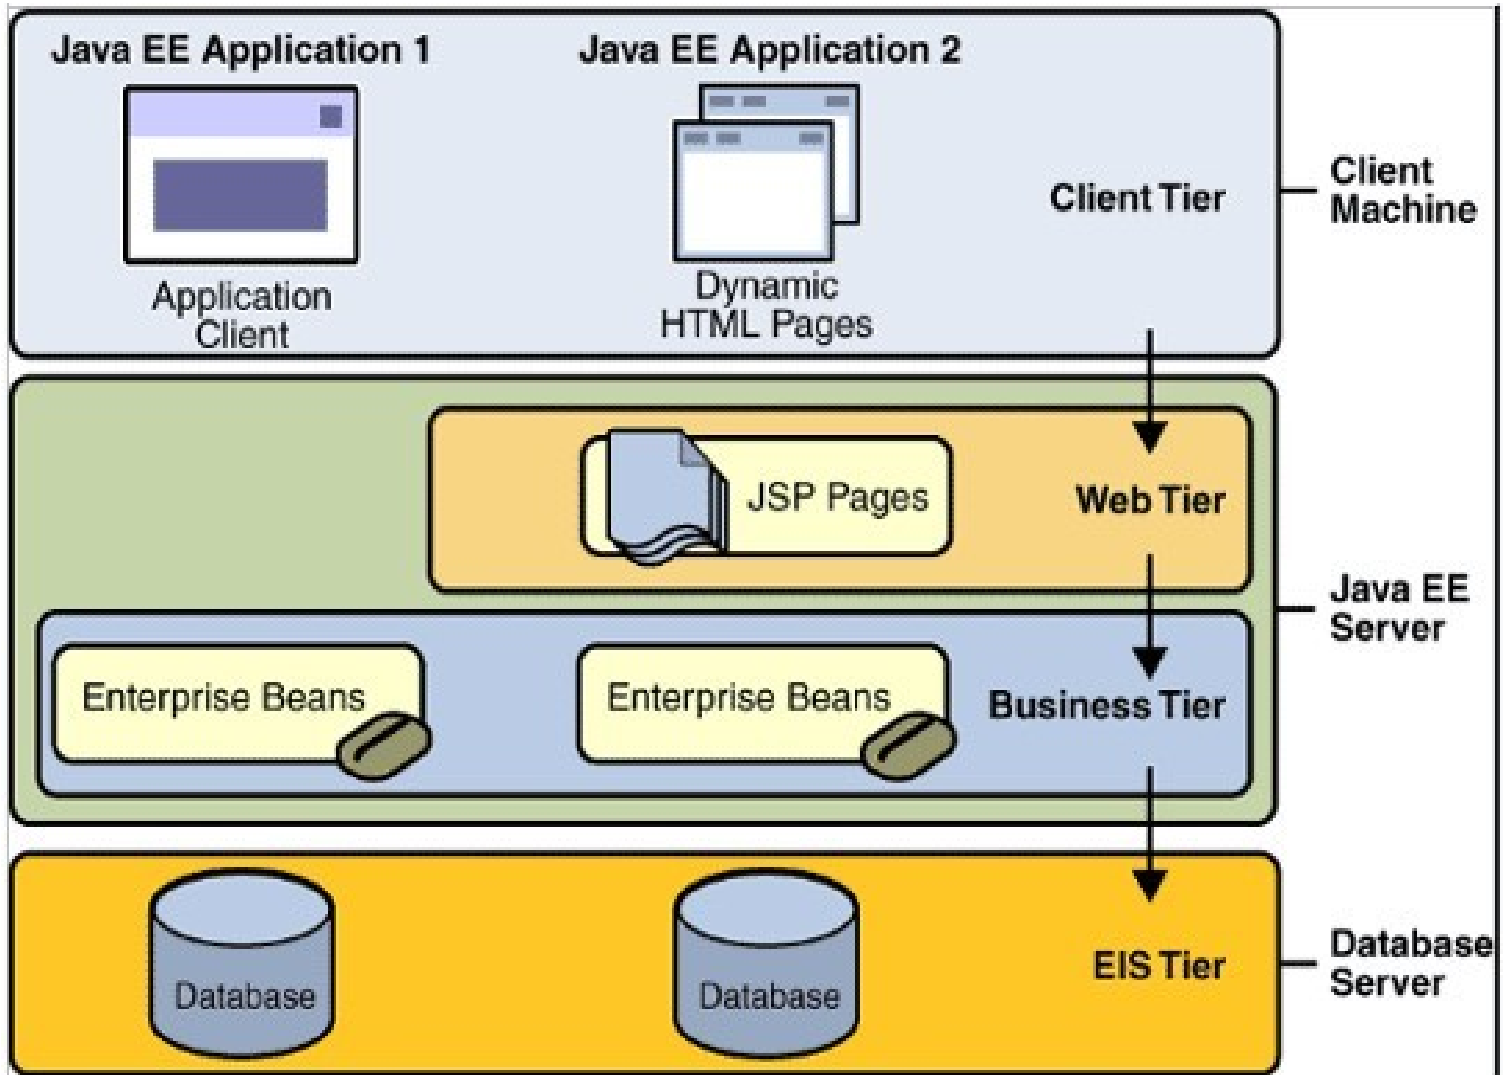 Java EE Application 1
Java EE Application 2
Application
Client
Dynamic
HTML Pages
Client Tier
Client
Machine
JSP Pages
Web Tier
Java EE
Server
Enterprise Beans
Enterprise Beans
Business Tier
Database
Database
EIS Tier
Database
Server